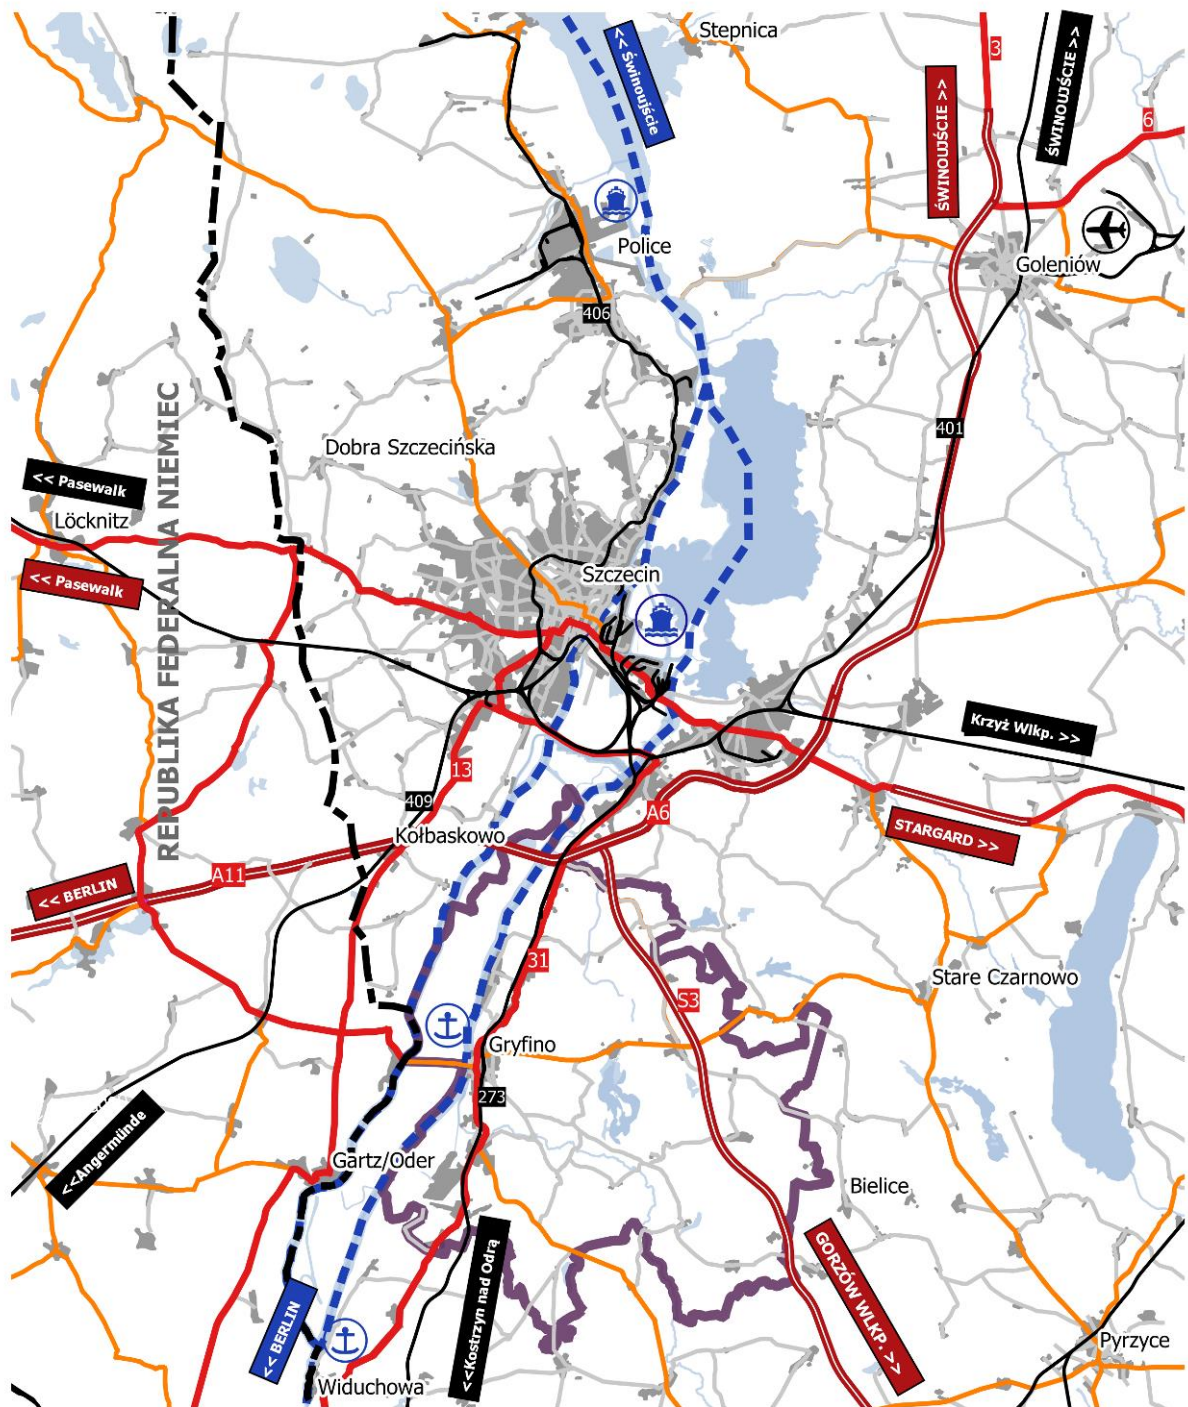 Stepnica
<< Świnoujście
3
ŚWINOUJŚCIE >>
ŚWINOUJŚCIE >>
6
Police
Goleniów
406
401
Dobra Szczecińska
<< Pasewalk
Löcknitz
<< Pasewalk
REPUBLIKA FEDERALNA NIEMIEC
Szczecin
Krzyż Wlkp. >>
13
409
A6
Kołbaskowo
STARGARD >>
A11
<< BERLIN
31
S3
Stare Czarnowo
Gryfino
273
<<Angermünde
Gartz/Oder
Bielice
GORZÓW WLKP. >>
<<Kostrzyn nad Odrą
<< BERLIN
Pyrzyce
Widuchowa